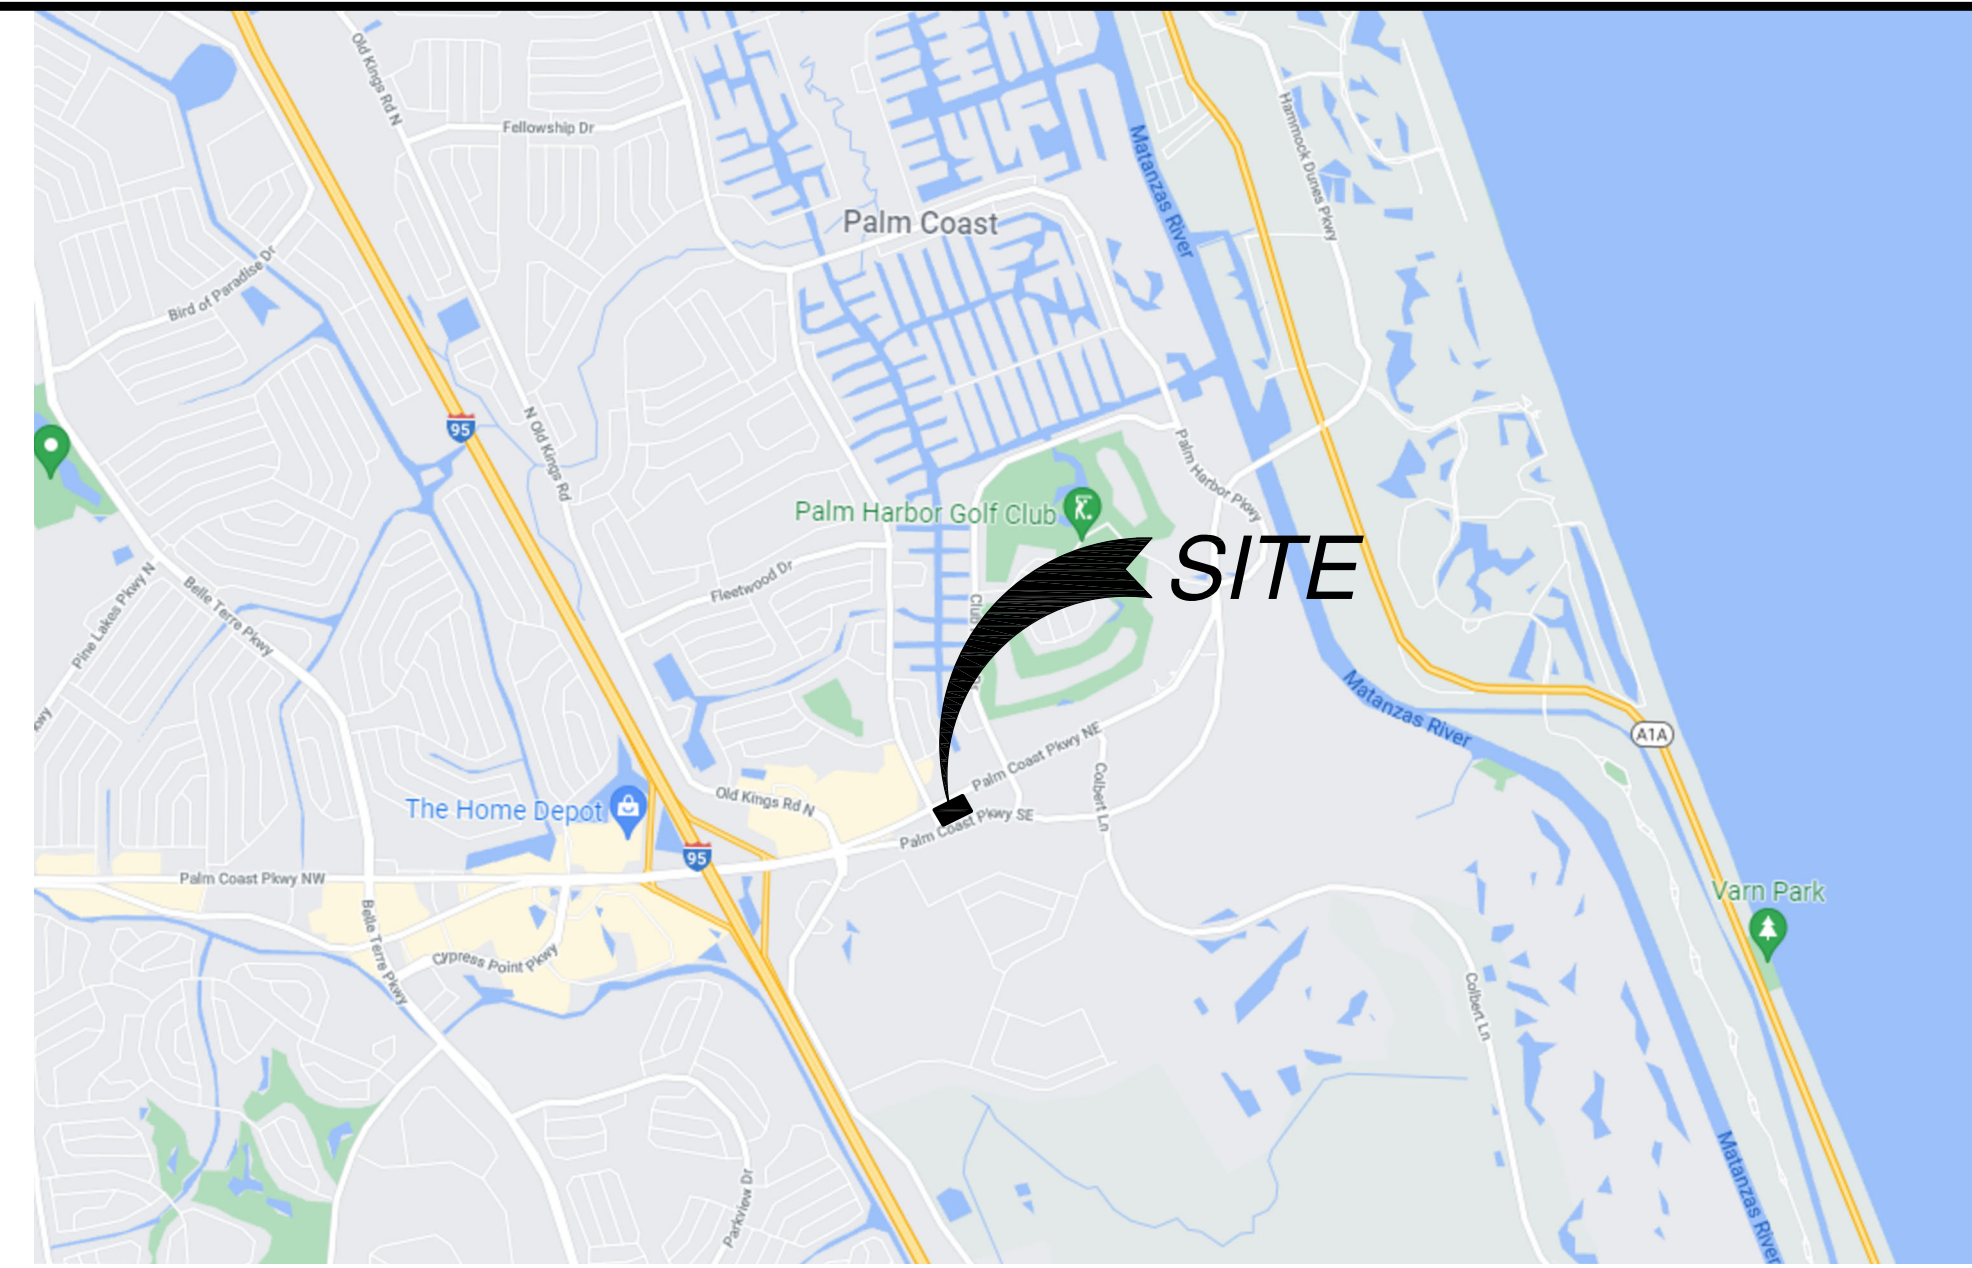 Old Kings Rd N
Fellowship Dr
Hammock Dunes Pkwy
Matanzas River
Palm Coast
Bird of Paradise Dr
95
N Old Kings Rd
Palm Harbor Pkwy
Palm Harbor Golf Club
SITE
Fleetwood Dr
Pine Lakes Pkwy N
Belle Terre Pkwy
Club
Matanzas River
A1A
Palm Coast Pkwy NE
Colbert Ln
Old Kings Rd N
The Home Depot
Palm Coast Pkwy SE
95
Palm Coast Pkwy NW
Varn Park
Belle Terre Pkwy
Cypress Point Pkwy
Colbert Ln
Parkview Dr
Matanzas River